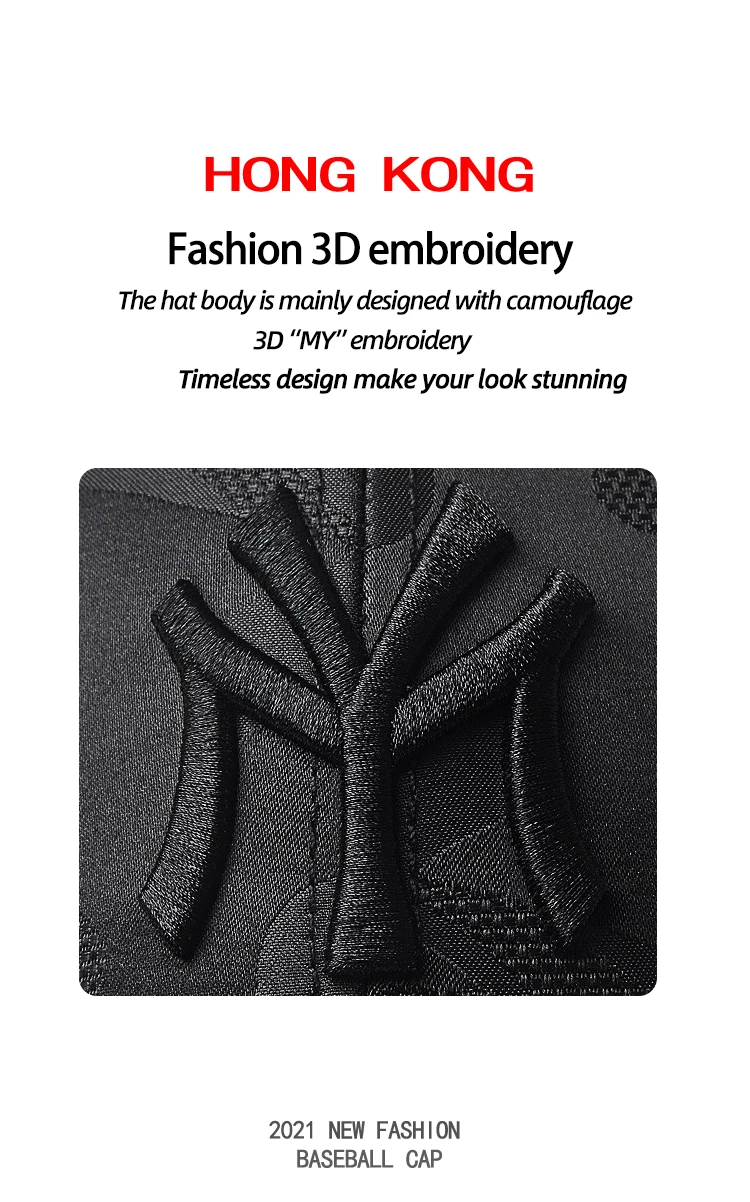 HONG KONG
Fashion 3D embroidery
The hat body is mainly designed with camouflage
3D “MY” embroidery
Timeless design make your look stunning
MY
2021 NEW FASHION
BASEBALL CAP